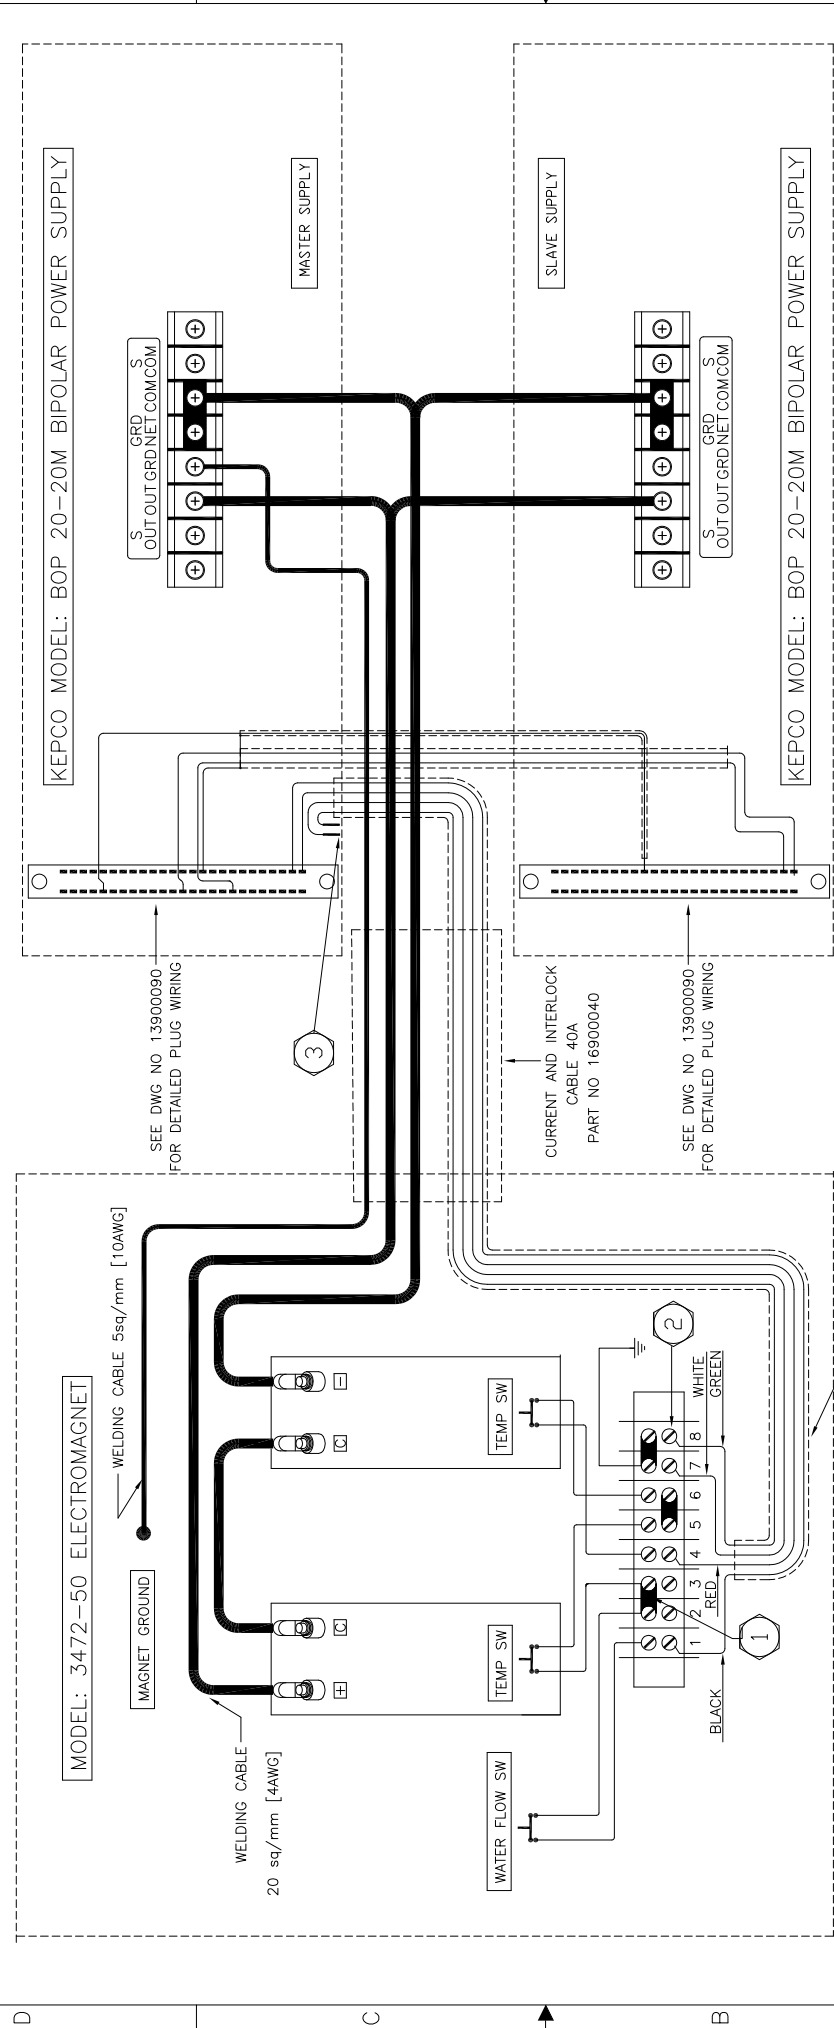 MODEL: 3472-50 ELECTROMAGNET
WELDING CABLE 5sq/mm [10AWG]
MAGNET GROUND
WELDING CABLE
20 sq/mm [4AWG]
+
C
C
-
TEMP SW
TEMP SW
WATER FLOW SW
1 2 3 4 5 6 7 8
BLACK
RED
WHITE
GREEN
1
2
SEE DWG NO 13900090
FOR DETAILED PLUG WIRING
3
CURRENT AND INTERLOCK
CABLE 40A
PART NO 16900040
SEE DWG NO 13900090
FOR DETAILED PLUG WIRING
KEPCO MODEL: BOP 20-20M BIPOLAR POWER SUPPLY
S GRD S
OUT OUT GRD NET COM COM
MASTER SUPPLY
SLAVE SUPPLY
S GRD S
OUT OUT GRD NET COM COM
KEPCO MODEL: BOP 20-20M BIPOLAR POWER SUPPLY
D
C
B